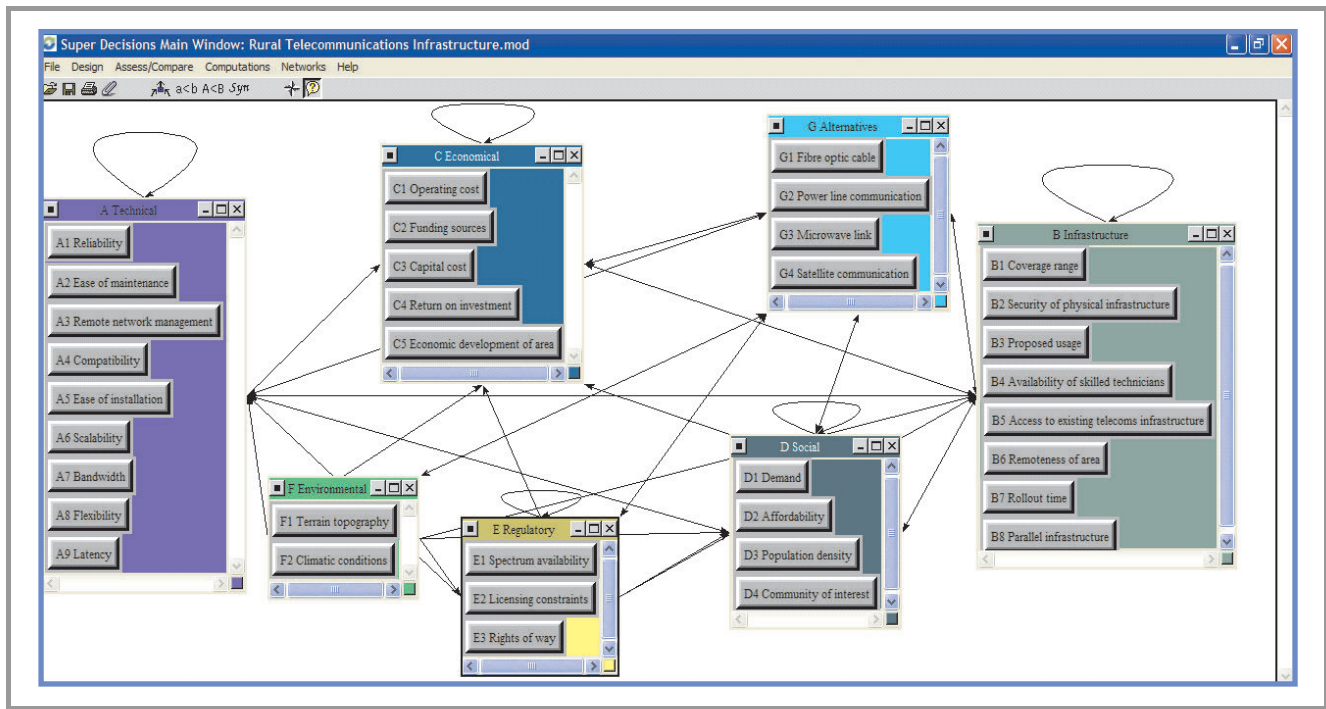 Super Decisions Main Window: Rural Telecommunications Infrastructure.mod
File Design Assess/Compare Computations Networks Help
a<b A<B Syn
A Technical
A1 Reliability
A2 Ease of maintenance
A3 Remote network management
A4 Compatibility
A5 Ease of installation
A6 Scalability
A7 Bandwidth
A8 Flexibility
A9 Latency
C Economical
C1 Operating cost
C2 Funding sources
C3 Capital cost
C4 Return on investment
C5 Economic development of area
G Alternatives
G1 Fibre optic cable
G2 Power line communication
G3 Microwave link
G4 Satellite communication
B Infrastructure
B1 Coverage range
B2 Security of physical infrastructure
B3 Proposed usage
B4 Availability of skilled technicians
B5 Access to existing telecoms infrastructure
B6 Remoteness of area
B7 Rollout time
B8 Parallel infrastructure
F Environmental
F1 Terrain topography
F2 Climatic conditions
E Regulatory
E1 Spectrum availability
E2 Licensing constraints
E3 Rights of way
D Social
D1 Demand
D2 Affordability
D3 Population density
D4 Community of interest